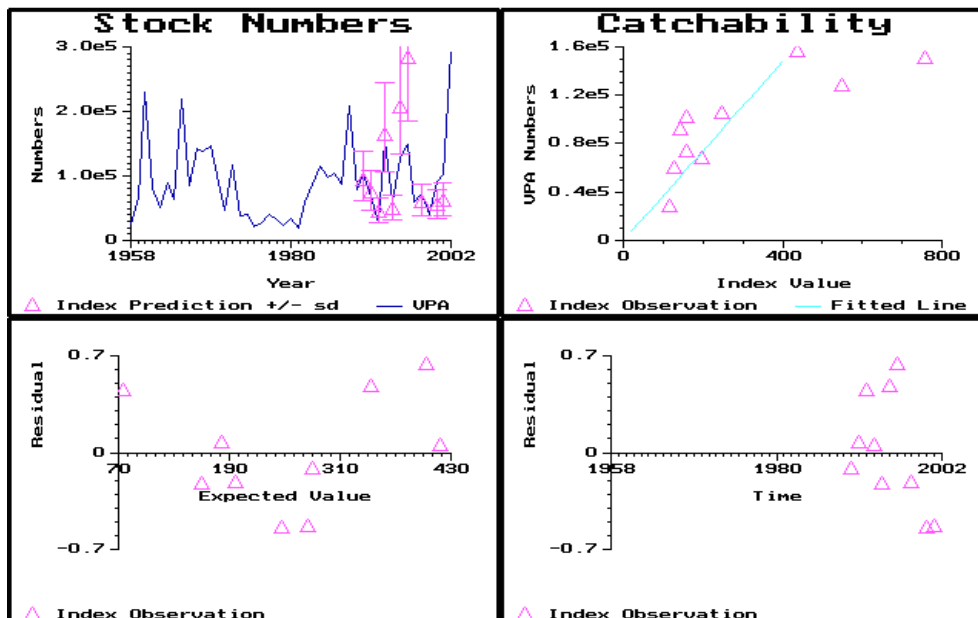 Stock Numbers
3.0e5
2.0e5
1.0e5
0
Numbers
1958 1980 2002
Year
Index Prediction +/- sd VPA
Catchability
1.6e5
1.2e5
0.8e5
0.4e5
0
VPA Numbers
0 400 800
Index Value
Index Observation Fitted Line
0.7
0
-0.7
Residual
70 190 310 430
Expected Value
Index Observation
0.7
0
-0.7
Residual
1958 1980 2002
Time
Index Observation